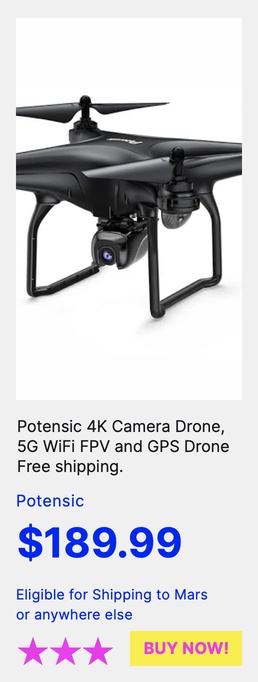 Potensic 4K Camera Drone,
5G WiFi FPV and GPS Drone
Free shipping.
Potensic
$189.99
Eligible for Shipping to Mars
or anywhere else
BUY NOW!